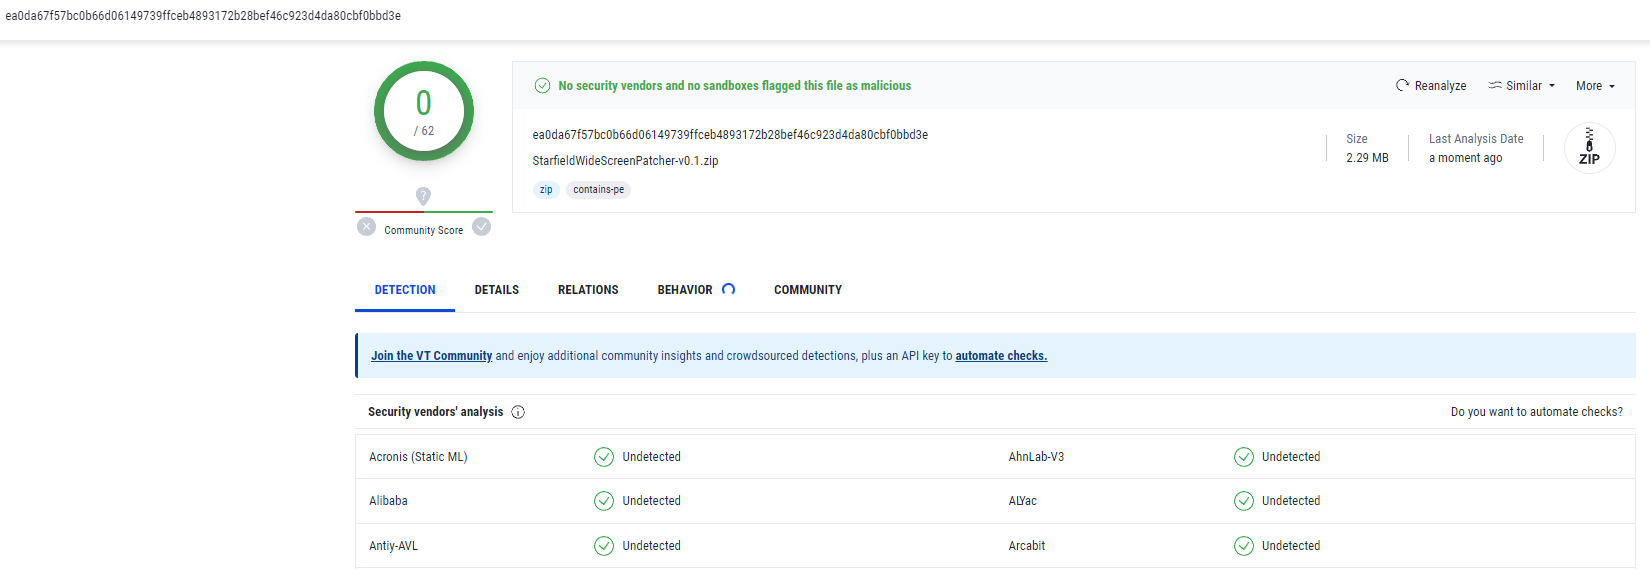 ea0da67f57bc0b66d06149739ffceb4893172b28bef46c923d4da80cbf0bbd3e
0
/ 62
?
Community Score
No security vendors and no sandboxes flagged this file as malicious
Reanalyze
Similar
More
ea0da67f57bc0b66d06149739ffceb4893172b28bef46c923d4da80cbf0bbd3e
StarfieldWideScreenPatcher-v0.1.zip
zip
contains-pe
Size
2.29 MB
Last Analysis Date
a moment ago
ZIP
DETECTION
DETAILS
RELATIONS
BEHAVIOR
COMMUNITY
Join the VT Community and enjoy additional community insights and crowdsourced detections, plus an API key to automate checks.
Security vendors' analysis
Do you want to automate checks?
Acronis (Static ML) Undetected AhnLab-V3 Undetected
Alibaba Undetected ALYac Undetected
Antiy-AVL Undetected Arcabit Undetected